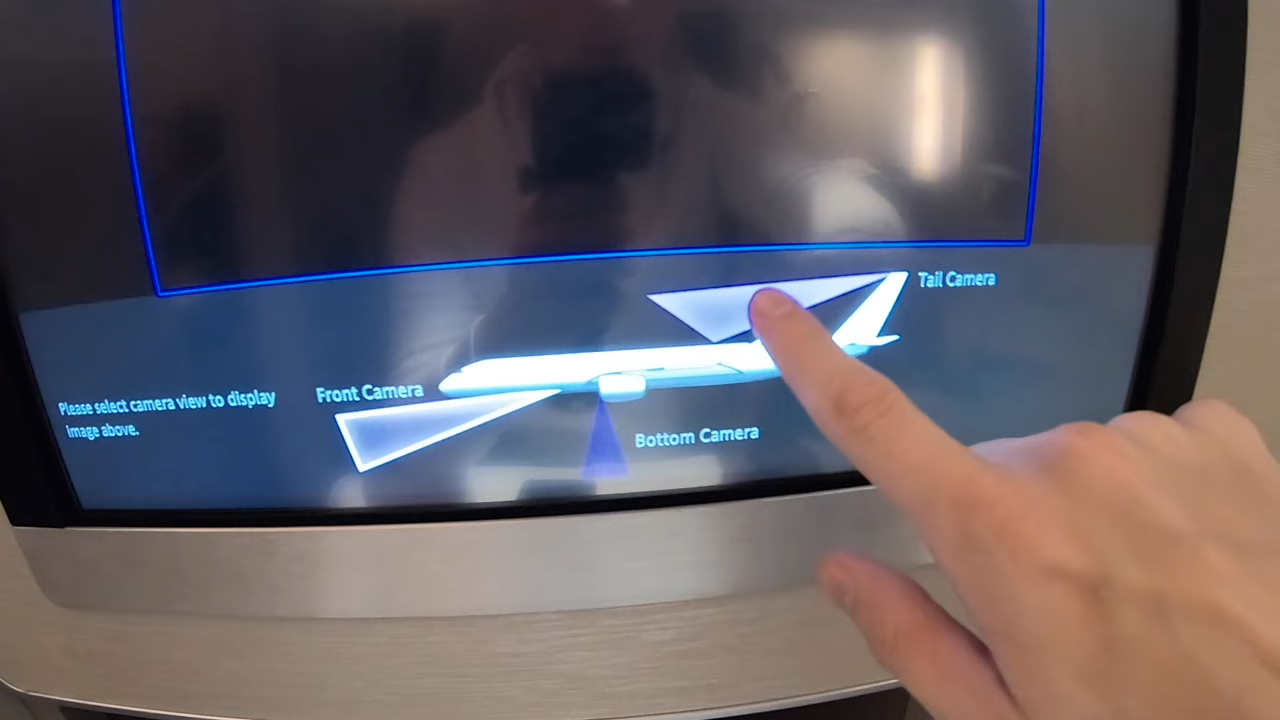 Tail Camera
Front Camera
Please select camera view to display
image above.
Bottom Camera